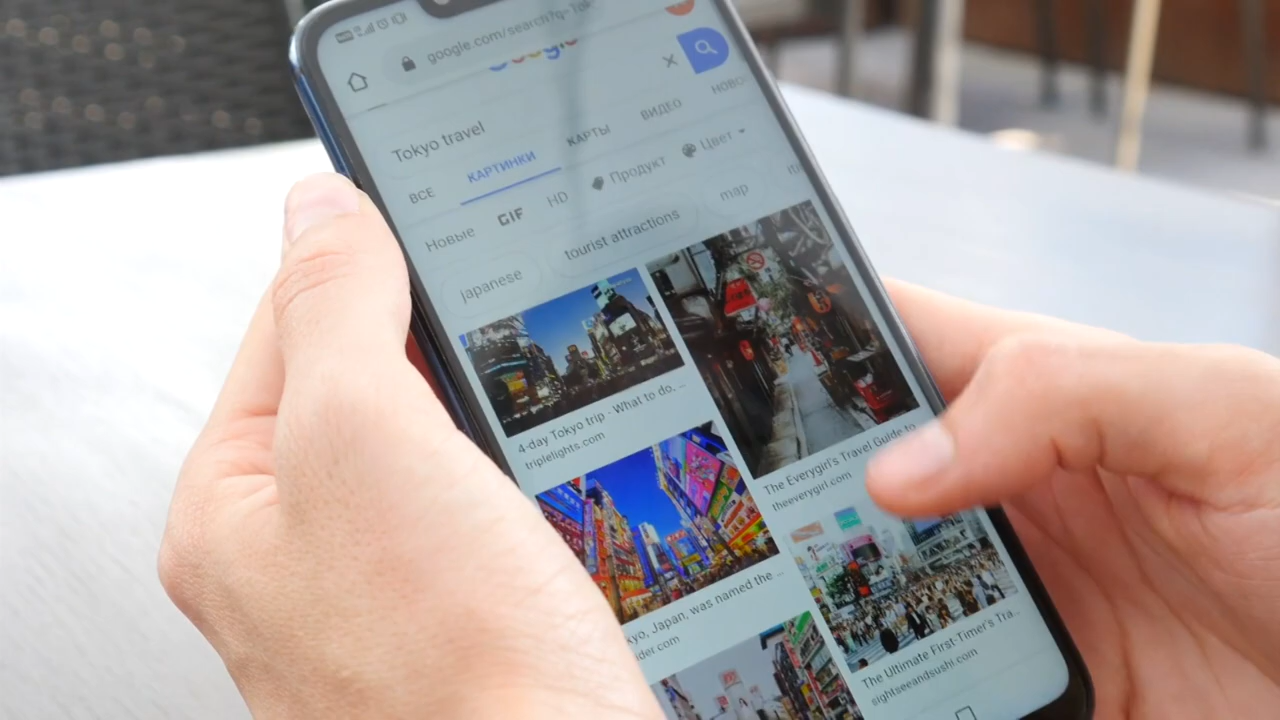 google.com/search?q=Tok
Google
Tokyo travel
ВСЕ КАРТИНКИ КАРТЫ ВИДЕО НОВО
Новые GIF HD Продукт Цвет
japanese tourist attractions map
4-day Tokyo trip - What to do, ...
triplelights.com
The Everygirl's Travel Guide to
theeverygirl.com
kyo, Japan, was named the ...
ider.com
The Ultimate First-Timer's Tra...
sightseeandsushi.com